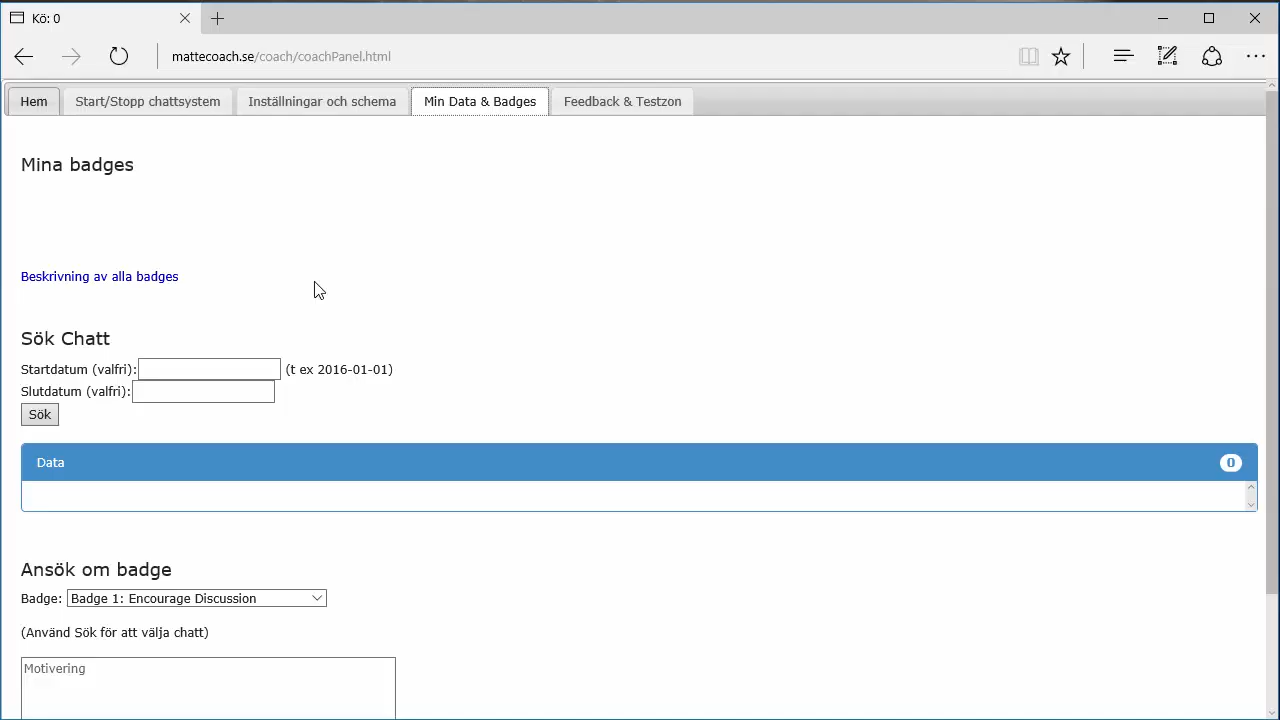 Kö: 0
mattecoach.se/coach/coachPanel.html
Hem Start/Stopp chattsystem Inställningar och schema Min Data & Badges Feedback & Testzon
Mina badges
Beskrivning av alla badges
Sök Chatt
Startdatum (valfri): (t ex 2016-01-01)
Slutdatum (valfri):
Sök
Data 0
Ansök om badge
Badge: Badge 1: Encourage Discussion
(Använd Sök för att välja chatt)
Motivering